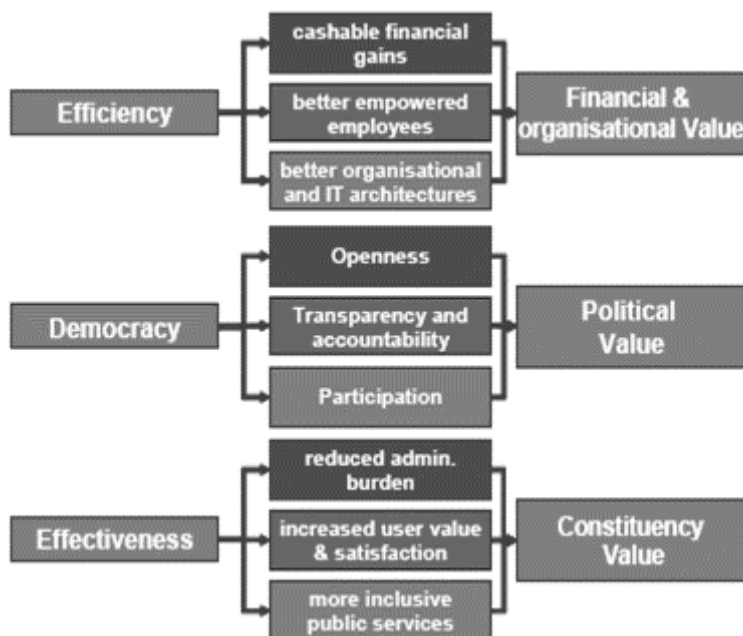 Efficiency
cashable financial
gains
better empowered
employees
better organisational
and IT architectures
Financial &
organisational Value
Democracy
Openness
Transparency and
accountability
Participation
Political
Value
Effectiveness
reduced admin.
burden
increased user value
& satisfaction
more inclusive
public services
Constituency
Value